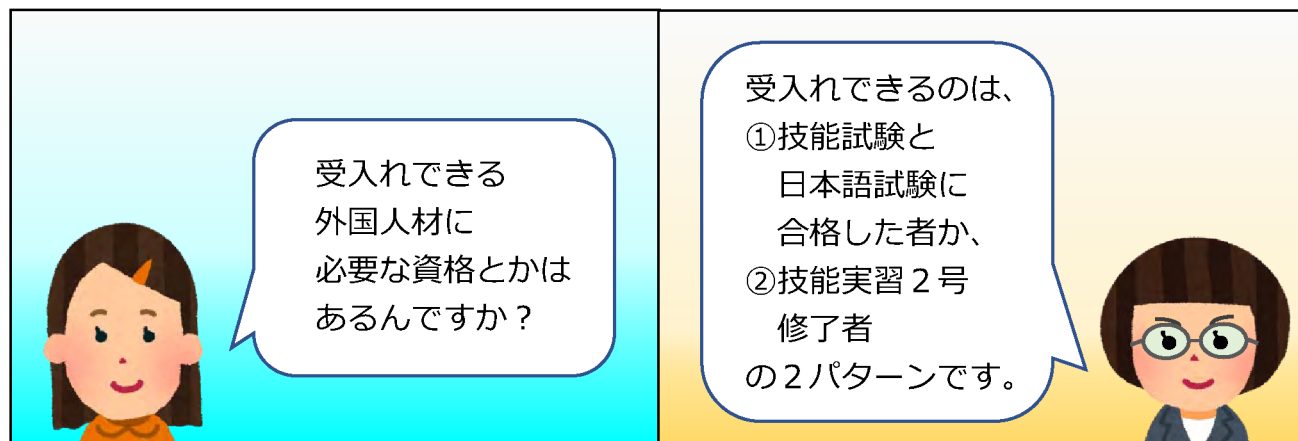 受入れできる
外国人材に
必要な資格とかは
あるんですか？
受入れできるのは、
①技能試験と
日本語試験に
合格した者か、
②技能実習２号
修了者
の２パターンです。